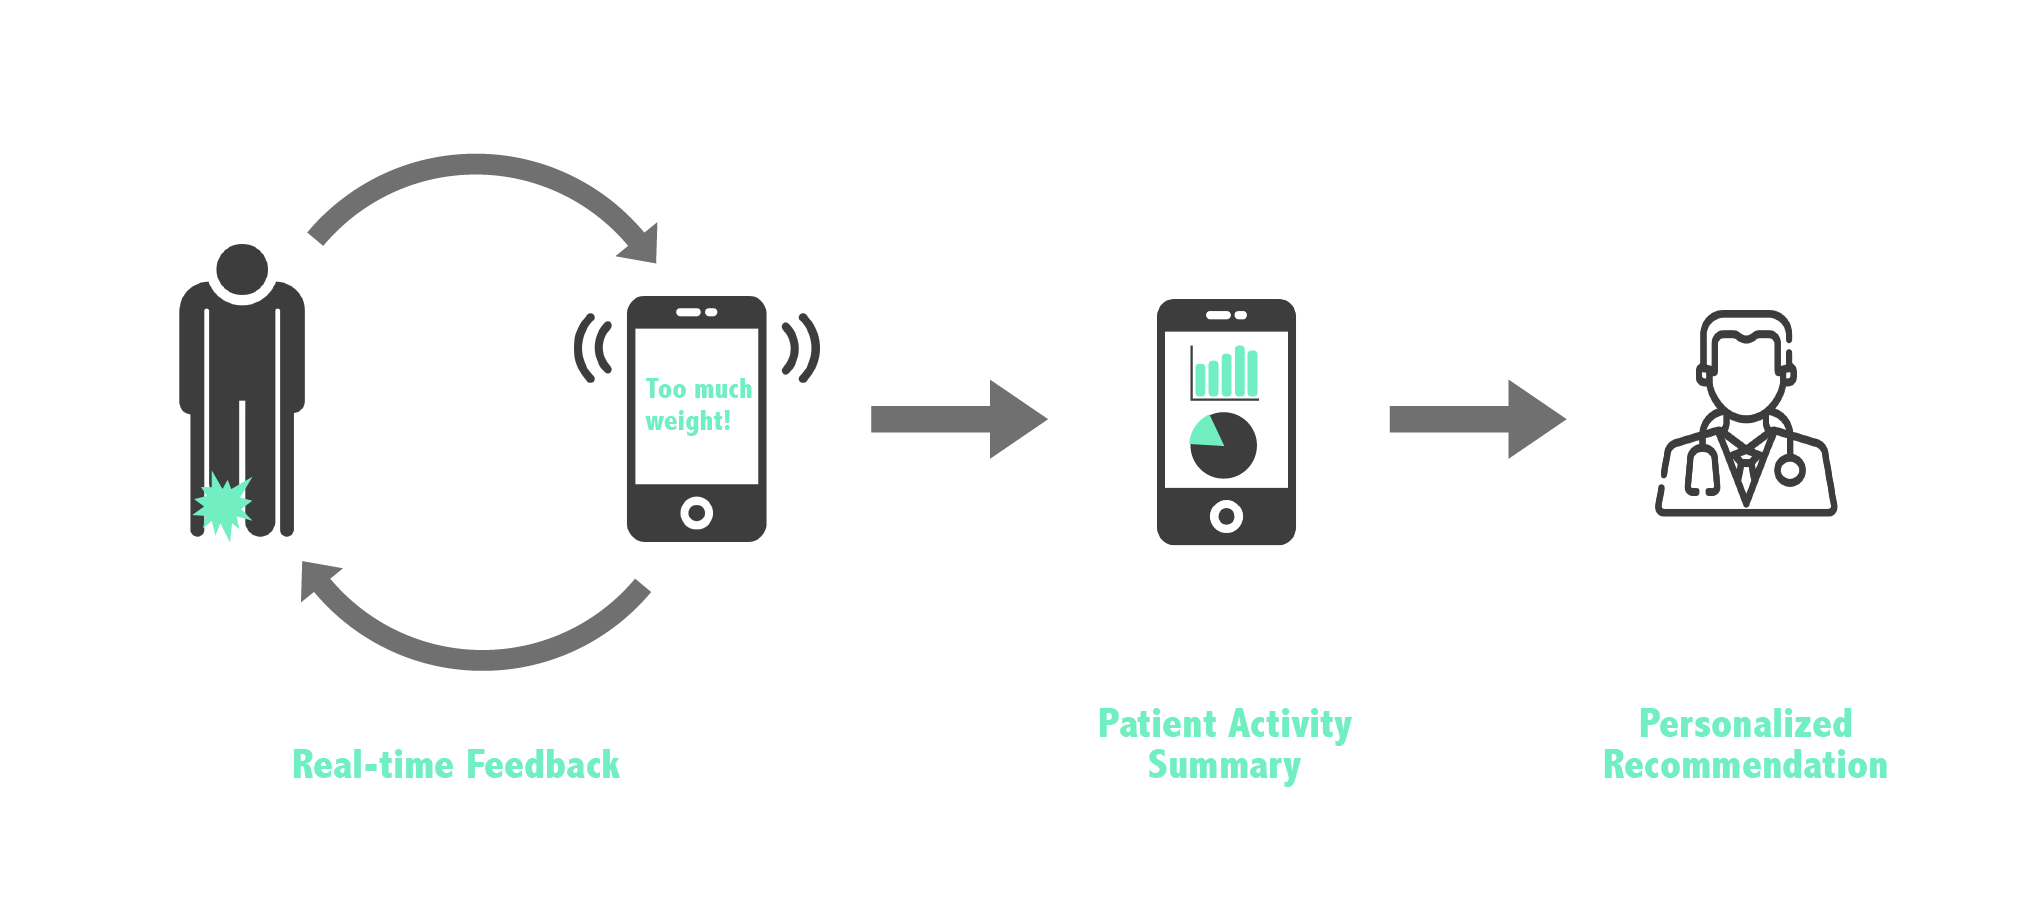 Too much
weight!
Real-time Feedback
Patient Activity
Summary
Personalized
Recommendation